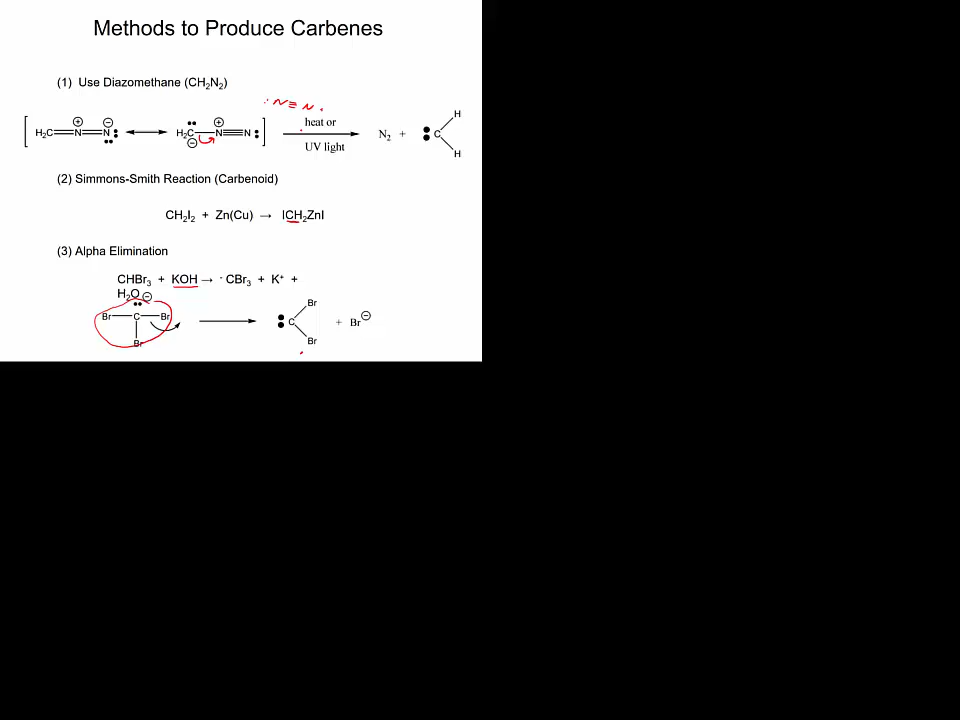 Methods to Produce Carbenes
(1) Use Diazomethane (CH₂N₂)
: N≡N :
H₂C=N⊕=N⊖ ↔ H₂C⊖—N⊕≡N heat or UV light → N₂ + :C H H
(2) Simmons-Smith Reaction (Carbenoid)
CH₂I₂ + Zn(Cu) → ICH₂ZnI
(3) Alpha Elimination
CHBr₃ + KOH → ⁻CBr₃ + K⁺ +
H₂O
Br—C⊖—Br Br → :C Br Br + Br⊖